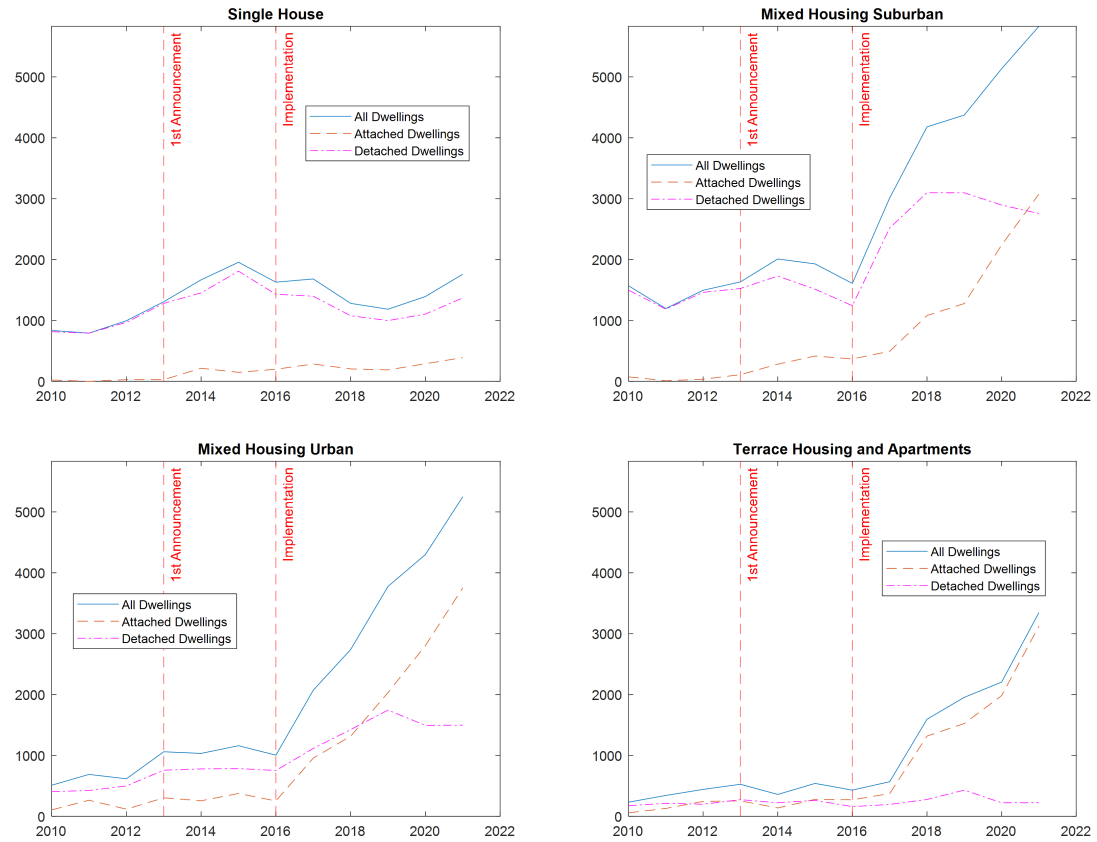 Single House
5000
4000
3000
2000
1000
0
2010 2012 2014 2016 2018 2020 2022
1st Announcement
Implementation
All Dwellings
Attached Dwellings
Detached Dwellings
Mixed Housing Suburban
5000
4000
3000
2000
1000
0
2010 2012 2014 2016 2018 2020 2022
1st Announcement
Implementation
All Dwellings
Attached Dwellings
Detached Dwellings
Mixed Housing Urban
5000
4000
3000
2000
1000
0
2010 2012 2014 2016 2018 2020 2022
1st Announcement
Implementation
All Dwellings
Attached Dwellings
Detached Dwellings
Terrace Housing and Apartments
5000
4000
3000
2000
1000
0
2010 2012 2014 2016 2018 2020 2022
1st Announcement
Implementation
All Dwellings
Attached Dwellings
Detached Dwellings